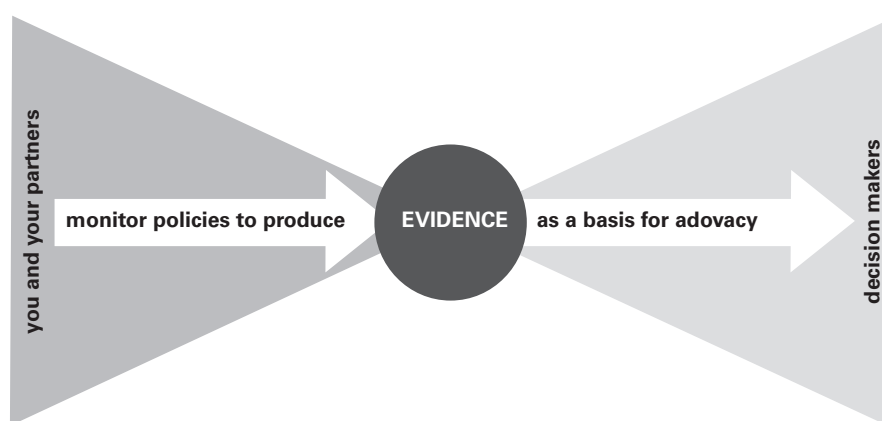 you and your partners
monitor policies to produce
EVIDENCE
as a basis for adovacy
decision makers